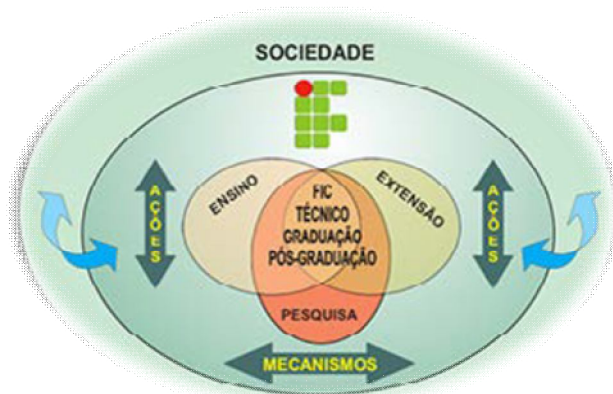 SOCIEDADE
AÇÕES
ENSINO
EXTENSÃO
AÇÕES
FIC
TÉCNICO
GRADUAÇÃO
PÓS-GRADUAÇÃO
PESQUISA
MECANISMOS